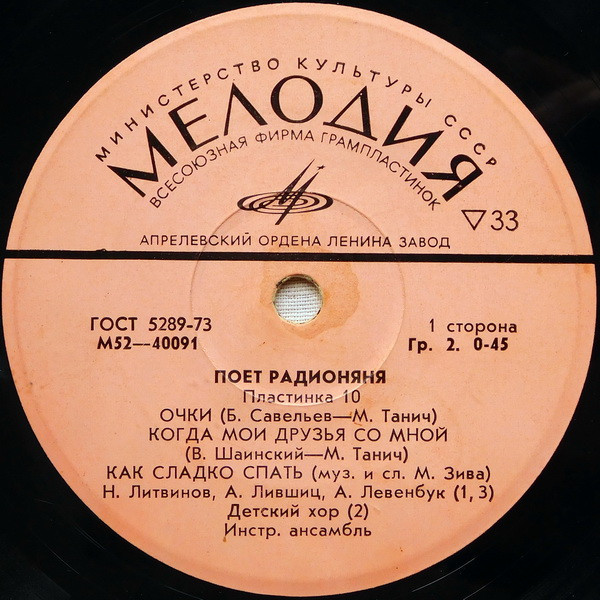 МИНИСТЕРСТВО КУЛЬТУРЫ СССР
МЕЛОДИЯ
ВСЕСОЮЗНАЯ ФИРМА ГРАМПЛАСТИНОК
▽33
АПРЕЛЕВСКИЙ ОРДЕНА ЛЕНИНА ЗАВОД
ГОСТ 5289-73
М52—40091
1 сторона
Гр. 2. 0-45
ПОЕТ РАДИОНЯНЯ
Пластинка 10
ОЧКИ (Б. Савельев—М. Танич)
КОГДА МОИ ДРУЗЬЯ СО МНОЙ
(В. Шаинский—М. Танич)
КАК СЛАДКО СПАТЬ (муз. и сл. М. Зива)
Н. Литвинов, А. Лившиц, А. Левенбук (1, 3)
Детский хор (2)
Инстр. ансамбль